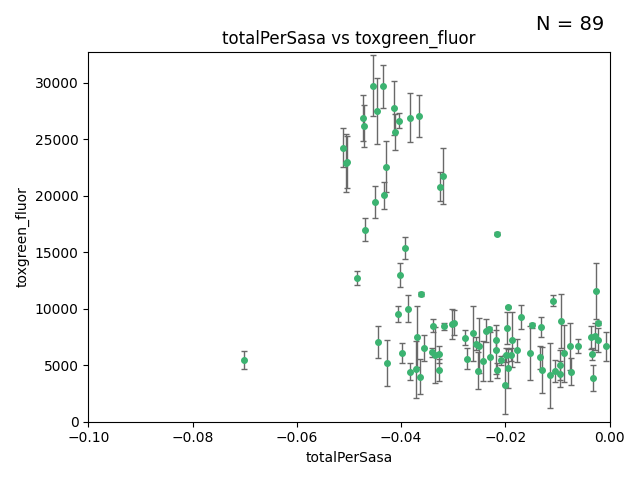 N = 89
totalPerSasa vs toxgreen_fluor
30000
25000
20000
15000
10000
5000
0
toxgreen_fluor
−0.10 −0.08 −0.06 −0.04 −0.02 0.00
totalPerSasa